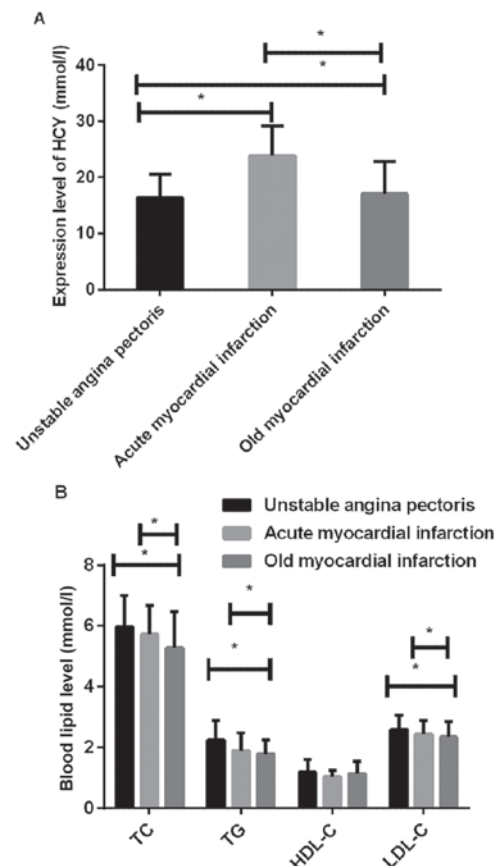 A
*
*
*
Expression level of HCY (mmol/l)
40
30
20
10
0
Unstable angina pectoris
Acute myocardial infarction
Old myocardial infarction
B
Unstable angina pectoris
Acute myocardial infarction
Old myocardial infarction
*
*
*
*
*
*
Blood lipid level (mmol/l)
8
6
4
2
0
TC
TG
HDL-C
LDL-C